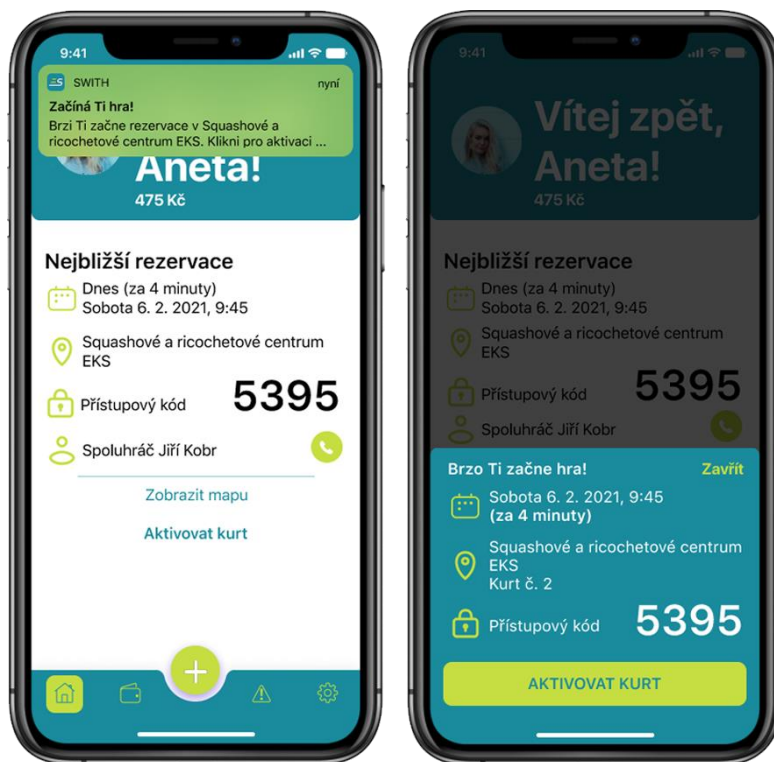 9:41
SWITH
nyní
Začíná Ti hra!
Brzi Ti začne rezervace v Squashové a
ricochetové centrum EKS. Klikni pro aktivaci ...
Aneta!
475 Kč
Nejbližší rezervace
Dnes (za 4 minuty)
Sobota 6. 2. 2021, 9:45
Squashové a ricochetové centrum
EKS
Přístupový kód
5395
Spoluhráč Jiří Kobr
Zobrazit mapu
Aktivovat kurt
9:41
Vítej zpět,
Aneta!
475 Kč
Nejbližší rezervace
Dnes (za 4 minuty)
Sobota 6. 2. 2021, 9:45
Squashové a ricochetové centrum
EKS
Přístupový kód
5395
Spoluhráč Jiří Kobr
Brzo Ti začne hra!
Zavřít
Sobota 6. 2. 2021, 9:45
(za 4 minuty)
Squashové a ricochetové centrum
EKS
Kurt č. 2
Přístupový kód
5395
AKTIVOVAT KURT